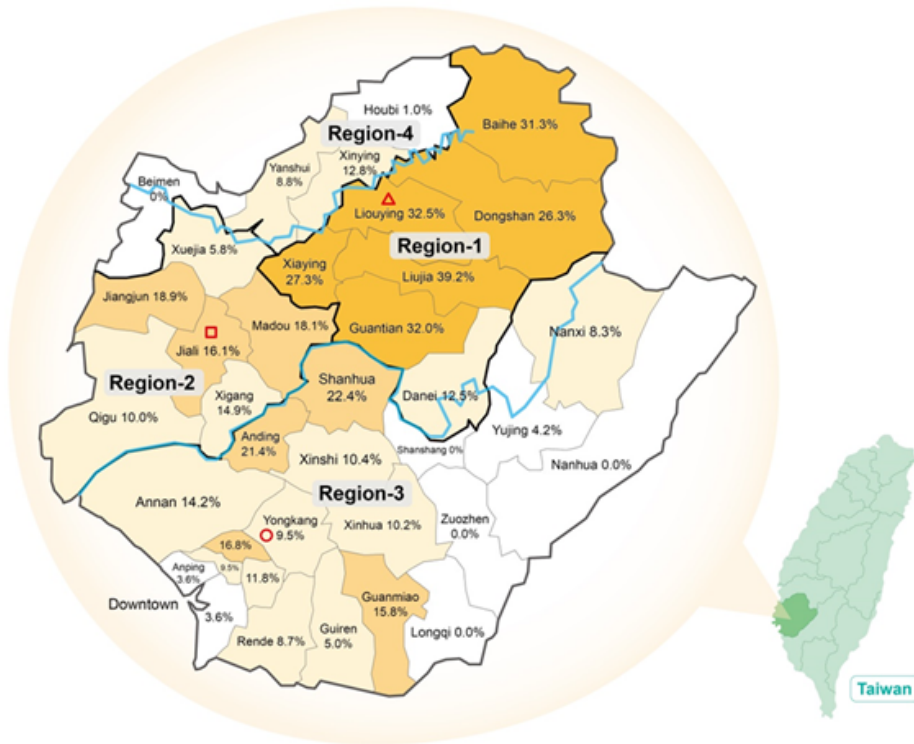 Houbi 1.0%
Baihe 31.3%
Region-4
Xinying
12.8%
Yanshui
8.8%
Beimen
0%
Liouying 32.5%
Dongshan 26.3%
Xuejia 5.8%
Region-1
Xiaying
27.3%
Liujia 39.2%
Jiangjun 18.9%
Madou 18.1%
Guantian 32.0%
Nanxi 8.3%
Jiali 16.1%
Region-2
Shanhua
22.4%
Xigang
14.9%
Danei 12.5%
Qigu 10.0%
Yujing 4.2%
Anding
21.4%
Shanshang 0%
Xinshi 10.4%
Nanhua 0.0%
Annan 14.2%
Region-3
Yongkang
9.5%
Xinhua 10.2%
Zuozhen
0.0%
16.8%
Anping
3.6%
9.5%
11.8%
Downtown
3.6%
Guanmiao
15.8%
Rende 8.7%
Guiren
5.0%
Longqi 0.0%
Taiwan